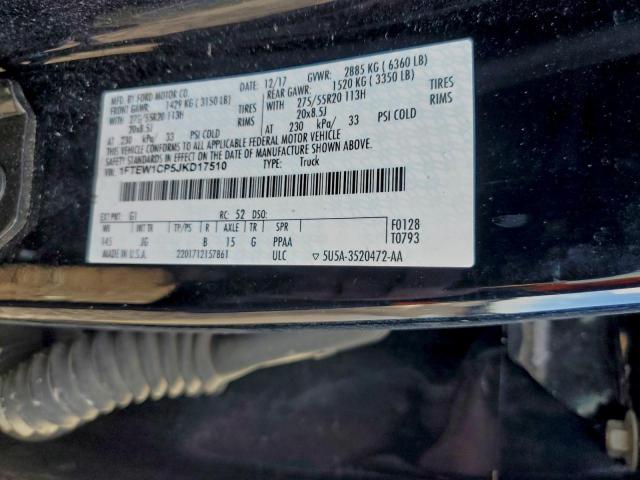 MFD. BY FORD MOTOR CO. 12/17 GVWR: 2885 KG ( 6360 LB)
FRONT GAWR: 1429 KG ( 3150 LB) REAR GAWR: 1520 KG ( 3350 LB)
WITH 275/55R20 113H TIRES WITH 275/55R20 113H TIRES
20x8.5J RIMS 20x8.5J RIMS
AT 230 kPa/ 33 PSI COLD AT 230 kPa/ 33 PSI COLD
THIS VEHICLE CONFORMS TO ALL APPLICABLE FEDERAL MOTOR VEHICLE
SAFETY STANDARDS IN EFFECT ON THE DATE OF MANUFACTURE SHOWN ABOVE.
VIN: 1FTEW1CP5JKD17510 TYPE: Truck
EXT PNT: G1 RC: 52 DSO: F0128
WB INT TR TP/PS R AXLE TR SPR T0793
145 JG B 15 G PPAA
MADE IN U.S.A. 2201712157861 ULC ▽ 5U5A-3520472-AA